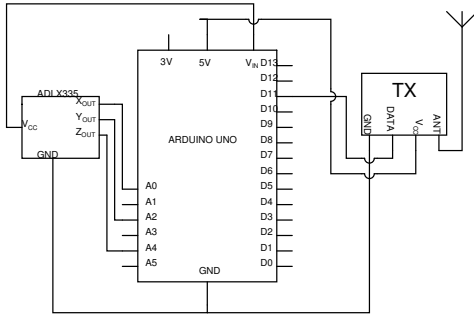 3V
5V
VIN
D13
D12
D11
D10
D9
D8
D7
D6
D5
D4
D3
D2
D1
D0
ARDUINO UNO
A0
A1
A2
A3
A4
A5
GND
ADLX335
XOUT
YOUT
ZOUT
VCC
GND
TX
GND
DATA
VCC
ANT